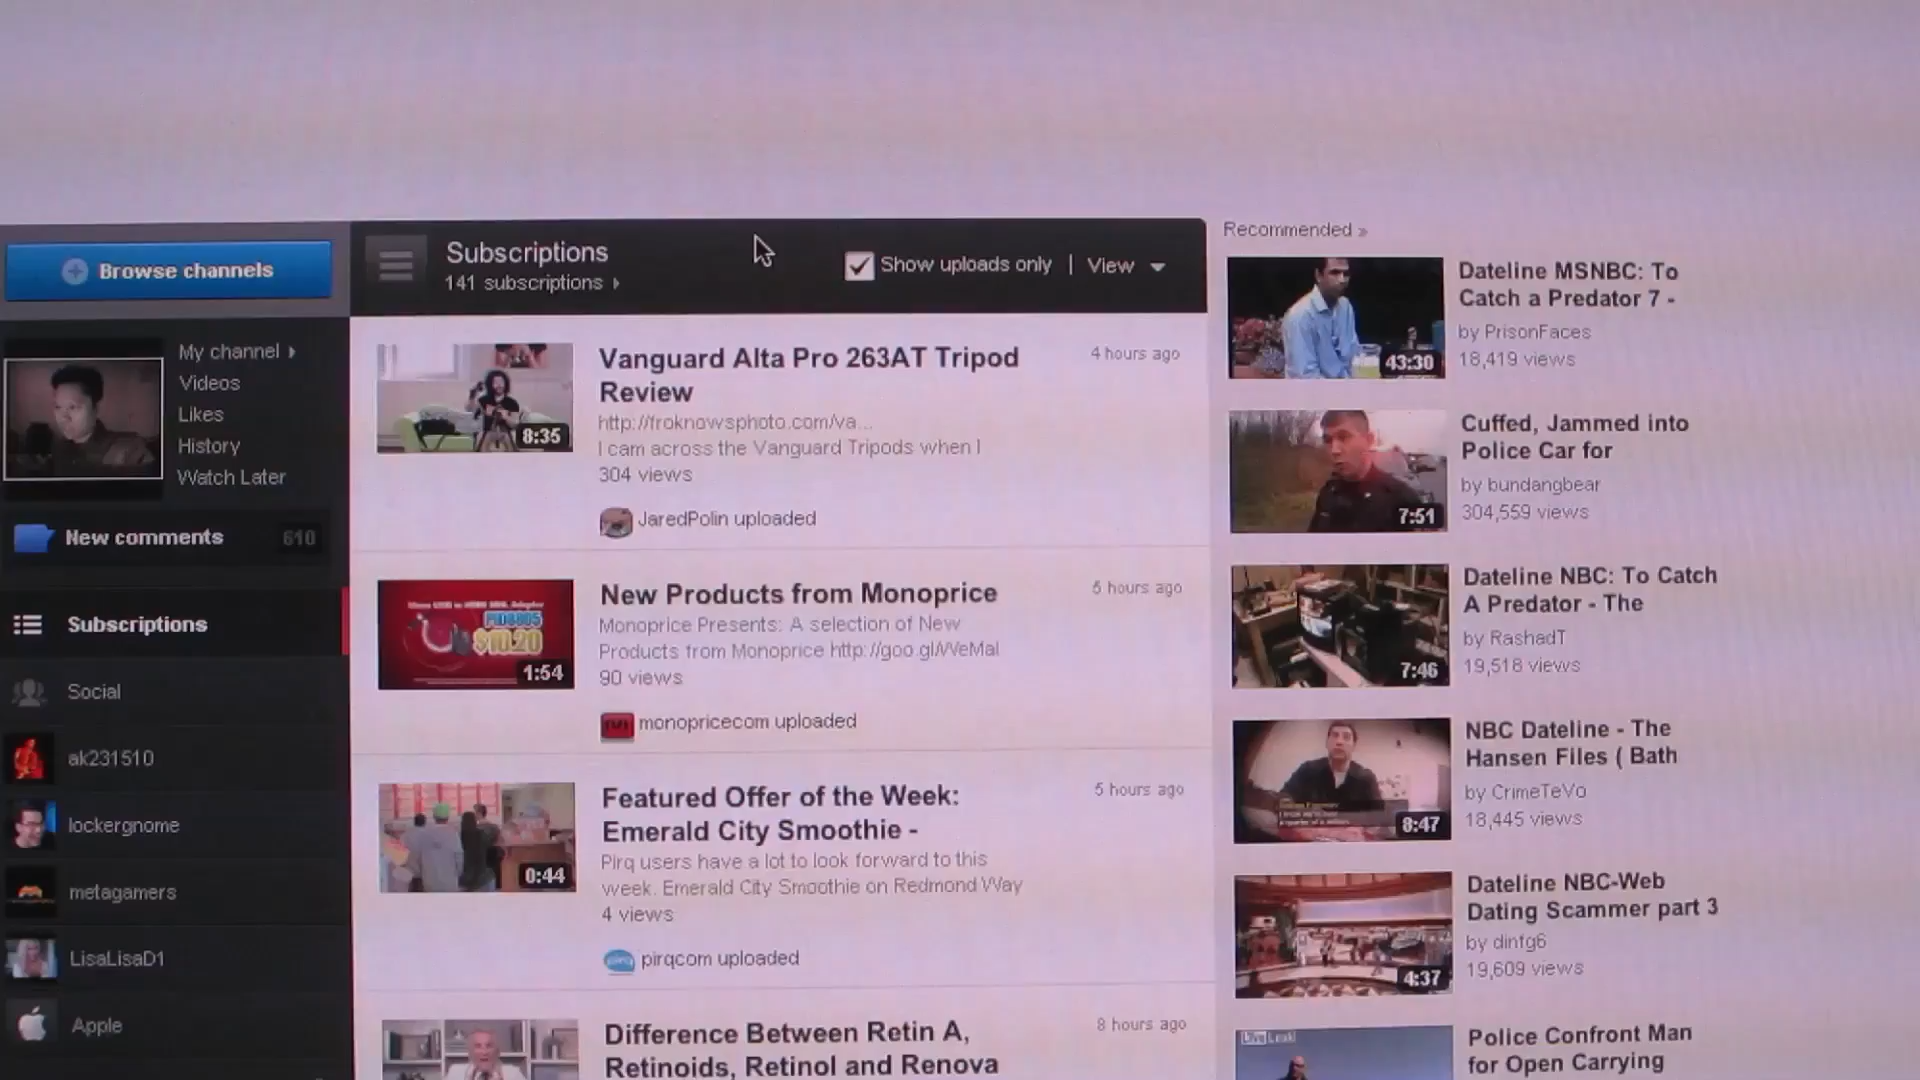 Browse channels
My channel
Videos
Likes
History
Watch Later
New comments 610
Subscriptions
Social
ak231510
lockergnome
metagamers
LisaLisaD1
Apple
Subscriptions
141 subscriptions
Show uploads only | View
Vanguard Alta Pro 263AT Tripod
Review
4 hours ago
http://froknowsphoto.com/va...
I cam across the Vanguard Tripods when I
304 views
JaredPolin uploaded
8:35
New Products from Monoprice
5 hours ago
Monoprice Presents: A selection of New
Products from Monoprice http://goo.gl/WeMal
90 views
monopricecom uploaded
$10.20
1:54
Featured Offer of the Week:
Emerald City Smoothie -
5 hours ago
Pirq users have a lot to look forward to this
week. Emerald City Smoothie on Redmond Way
4 views
pirqcom uploaded
0:44
Difference Between Retin A,
Retinoids, Retinol and Renova
8 hours ago
Recommended »
Dateline MSNBC: To
Catch a Predator 7 -
by PrisonFaces
18,419 views
43:30
Cuffed, Jammed into
Police Car for
by bundangbear
304,559 views
7:51
Dateline NBC: To Catch
A Predator - The
by RashadT
19,518 views
7:46
NBC Dateline - The
Hansen Files ( Bath
by CrimeTeVo
18,445 views
8:47
Dateline NBC-Web
Dating Scammer part 3
by dintg6
19,609 views
4:37
Police Confront Man
for Open Carrying
LiveLeak